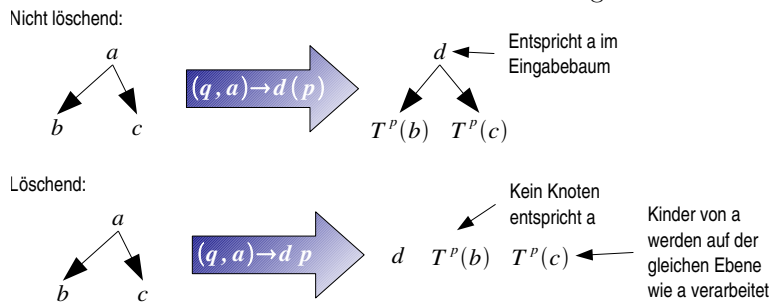 Nicht löschend:
a
b c
(q,a)→d(p)
d
Entspricht a im
Eingabebaum
T^p(b) T^p(c)
Löschend:
a
b c
(q,a)→d p
Kein Knoten
entspricht a
d T^p(b) T^p(c)
Kinder von a
werden auf der
gleichen Ebene
wie a verarbeitet